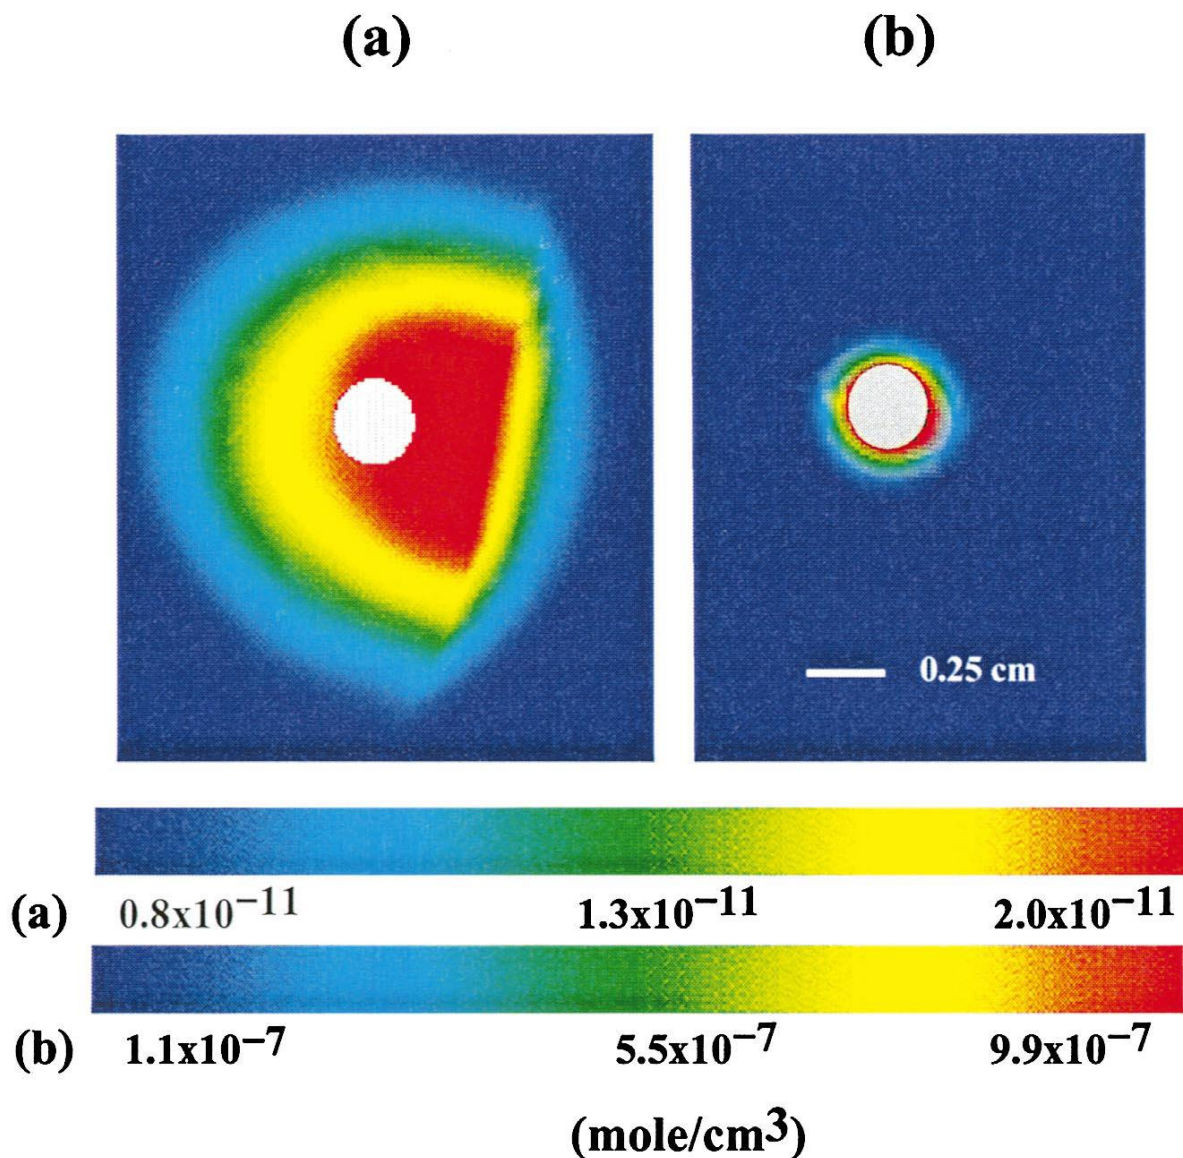 (a) (b)
0.25 cm
(a) 0.8x10⁻¹¹ 1.3x10⁻¹¹ 2.0x10⁻¹¹
(b) 1.1x10⁻⁷ 5.5x10⁻⁷ 9.9x10⁻⁷
(mole/cm³)